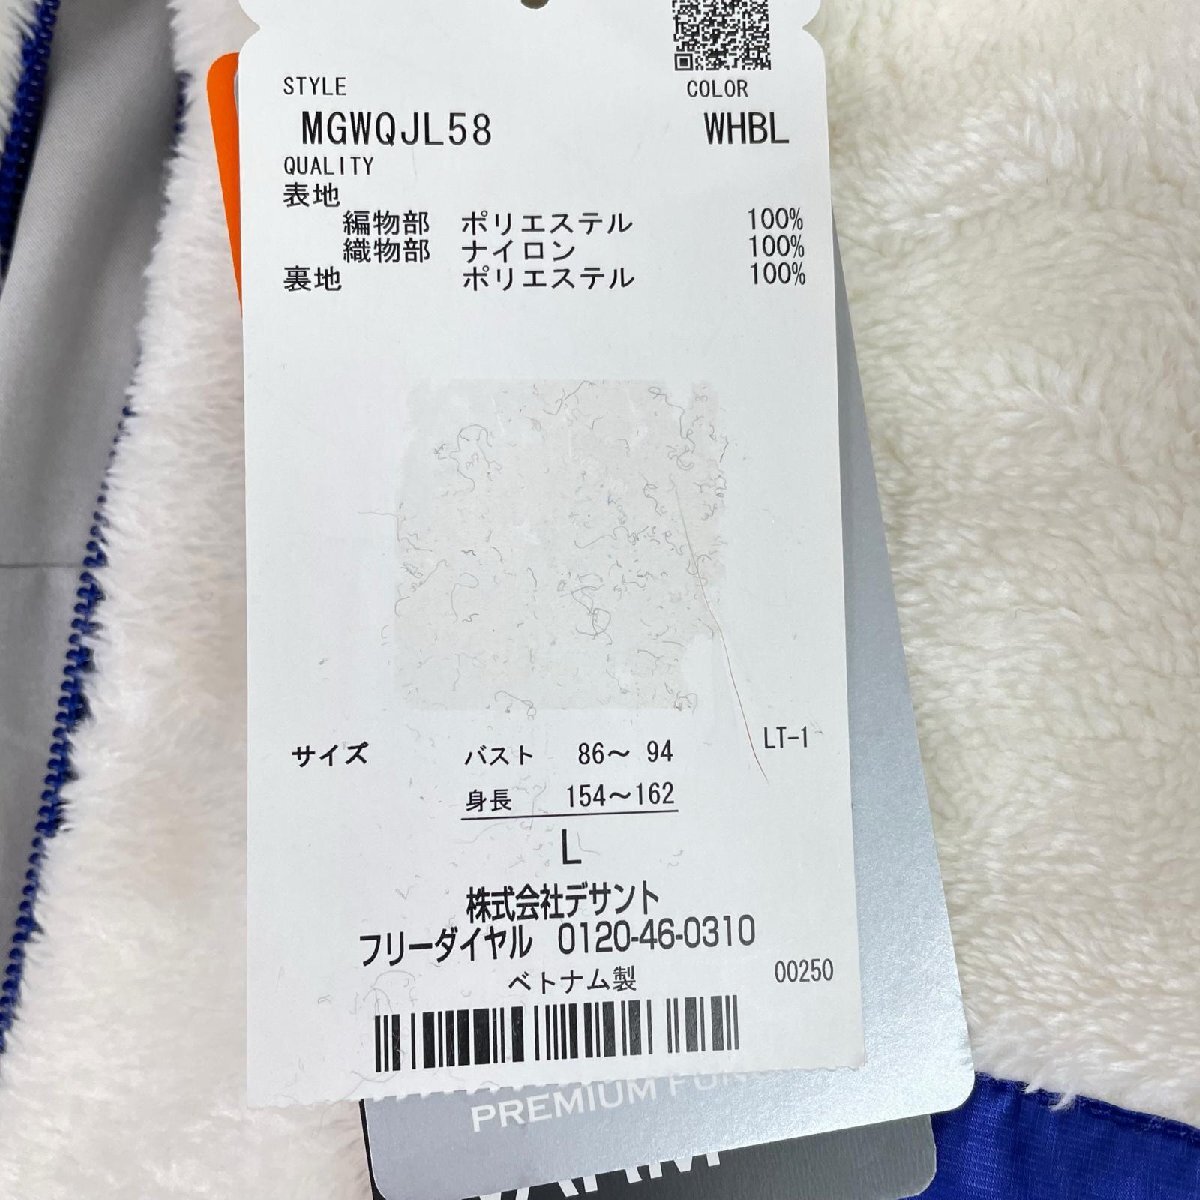 STYLE
COLOR
MGWQJL58
WHBL
QUALITY
表地
編物部 ポリエステル 100%
織物部 ナイロン 100%
裏地 ポリエステル 100%
LT-1
サイズ バスト 86～ 94
身長 154～162
L
株式会社デサント
フリーダイヤル 0120-46-0310
ベトナム製
00250
PREMIUM